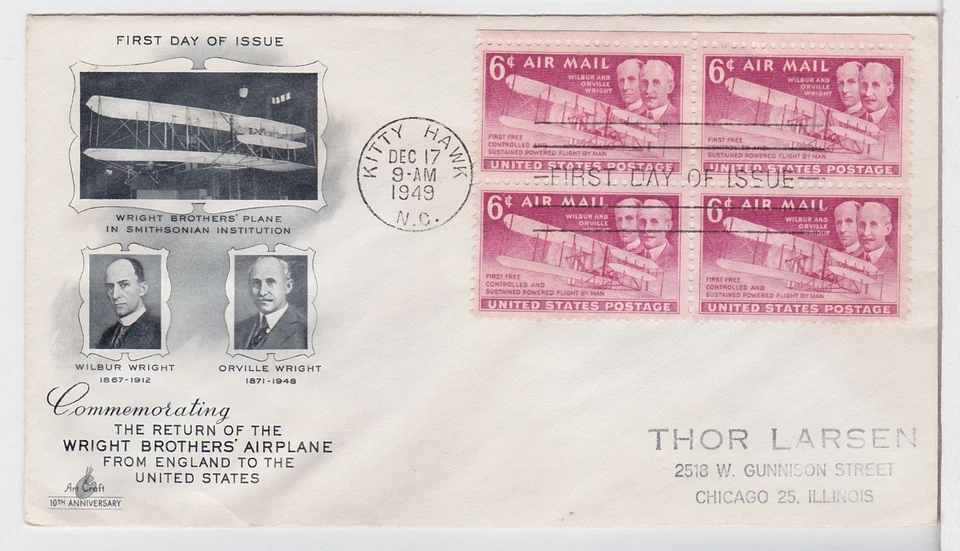 FIRST DAY OF ISSUE
WRIGHT BROTHERS' PLANE
IN SMITHSONIAN INSTITUTION
WILBUR WRIGHT
1867-1912
ORVILLE WRIGHT
1871-1948
Commemorating
THE RETURN OF THE
WRIGHT BROTHERS' AIRPLANE
FROM ENGLAND TO THE
UNITED STATES
Art Craft
10TH ANNIVERSARY
KITTY HAWK
DEC 17
9-AM
1949
N.C.
6¢ AIR MAIL
WILBUR AND
ORVILLE
WRIGHT
FIRST FREE
CONTROLLED AND
SUSTAINED POWERED FLIGHT BY MAN
UNITED STATES POSTAGE
6¢ AIR MAIL
WILBUR AND
ORVILLE
WRIGHT
FIRST FREE
CONTROLLED AND
SUSTAINED POWERED FLIGHT BY MAN
UNITED STATES POSTAGE
FIRST DAY OF ISSUE
6¢ AIR MAIL
WILBUR AND
ORVILLE
FIRST FREE
CONTROLLED AND
SUSTAINED POWERED FLIGHT BY MAN
UNITED STATES POSTAGE
6¢ AIR MAIL
WILBUR AND
ORVILLE
FIRST FREE
CONTROLLED AND
SUSTAINED POWERED FLIGHT BY MAN
UNITED STATES POSTAGE
THOR LARSEN
2518 W. GUNNISON STREET
CHICAGO 25, ILLINOIS